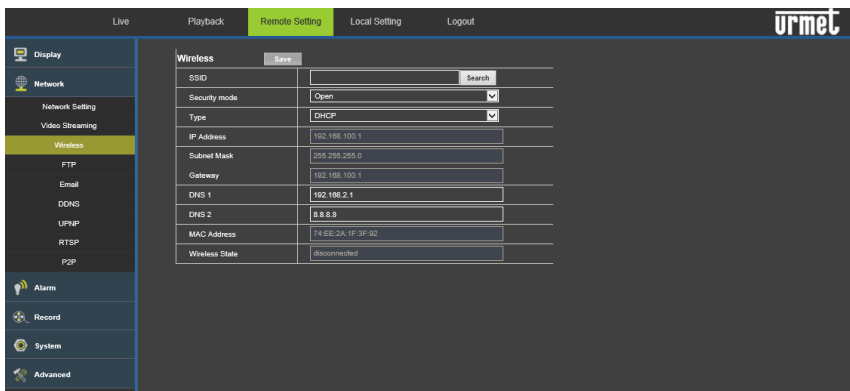 Live Playback Remote Setting Local Setting Logout urmet
Display
Network
Network Setting
Video Streaming
Wireless
FTP
Email
DDNS
UPNP
RTSP
P2P
Alarm
Record
System
Advanced
Wireless Save
SSID Search
Security mode Open
Type DHCP
IP Address 192.168.100.1
Subnet Mask 255.255.255.0
Gateway 192.168.100.1
DNS 1 192.168.2.1
DNS 2 8.8.8.8
MAC Address 74:EE:2A:1F:3F:92
Wireless State disconnected